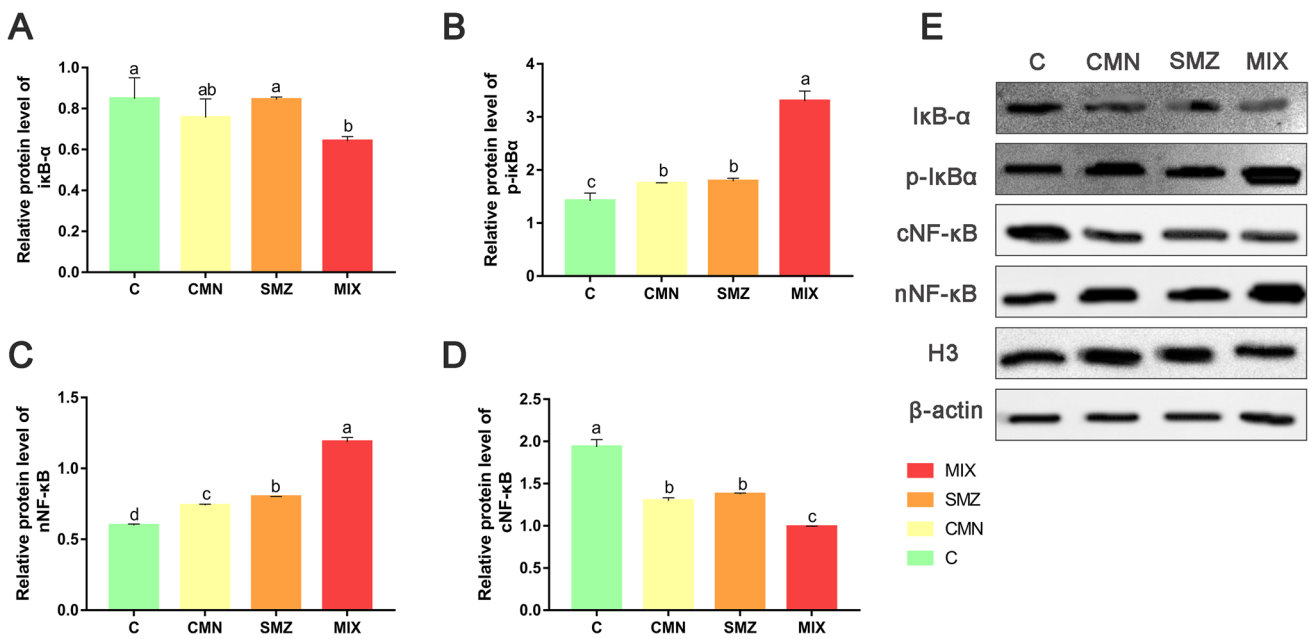 A
Relative protein level of
iκB-α
1.0
0.8
0.6
0.4
0.2
0.0
a
ab
a
b
C CMN SMZ MIX
B
Relative protein level of
p-iκBα
4
3
2
1
0
c
b
b
a
C CMN SMZ MIX
C
Relative protein level of
nNF-κB
1.5
1.0
0.5
0.0
d
c
b
a
C CMN SMZ MIX
D
Relative protein level of
cNF-κB
2.5
2.0
1.5
1.0
0.5
0.0
a
b
b
c
C CMN SMZ MIX
E
C CMN SMZ MIX
IκB-α
p-IκBα
cNF-κB
nNF-κB
H3
β-actin
MIX
SMZ
CMN
C